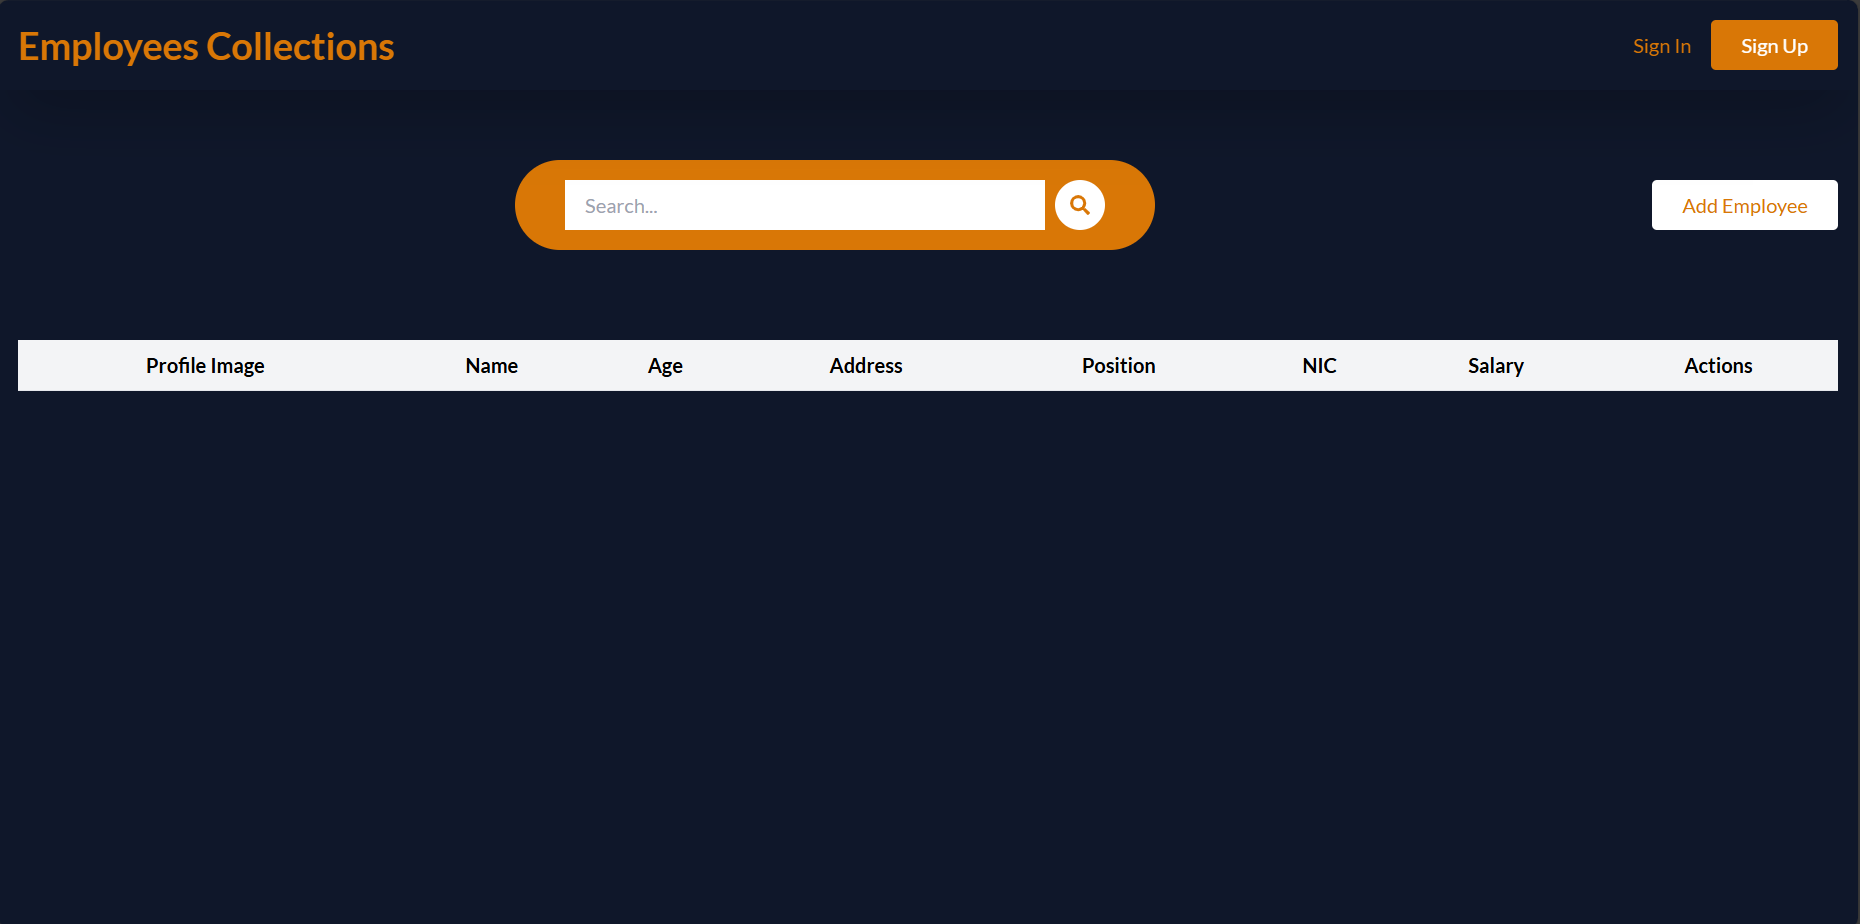 Employees Collections
Sign In
Sign Up
Search...
Add Employee
Profile Image Name Age Address Position NIC Salary Actions